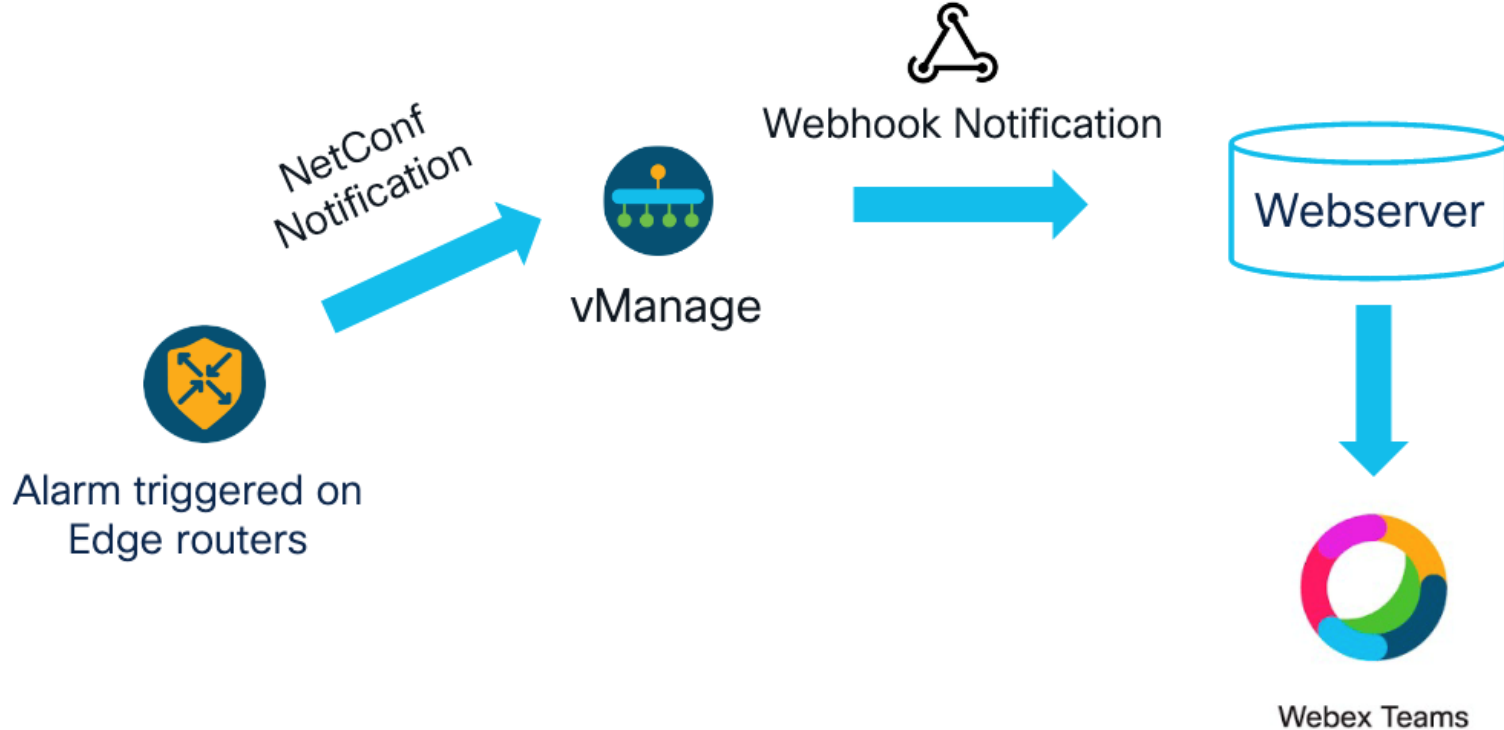 NetConf
Notification
Webhook Notification
Webserver
vManage
Alarm triggered on
Edge routers
Webex Teams